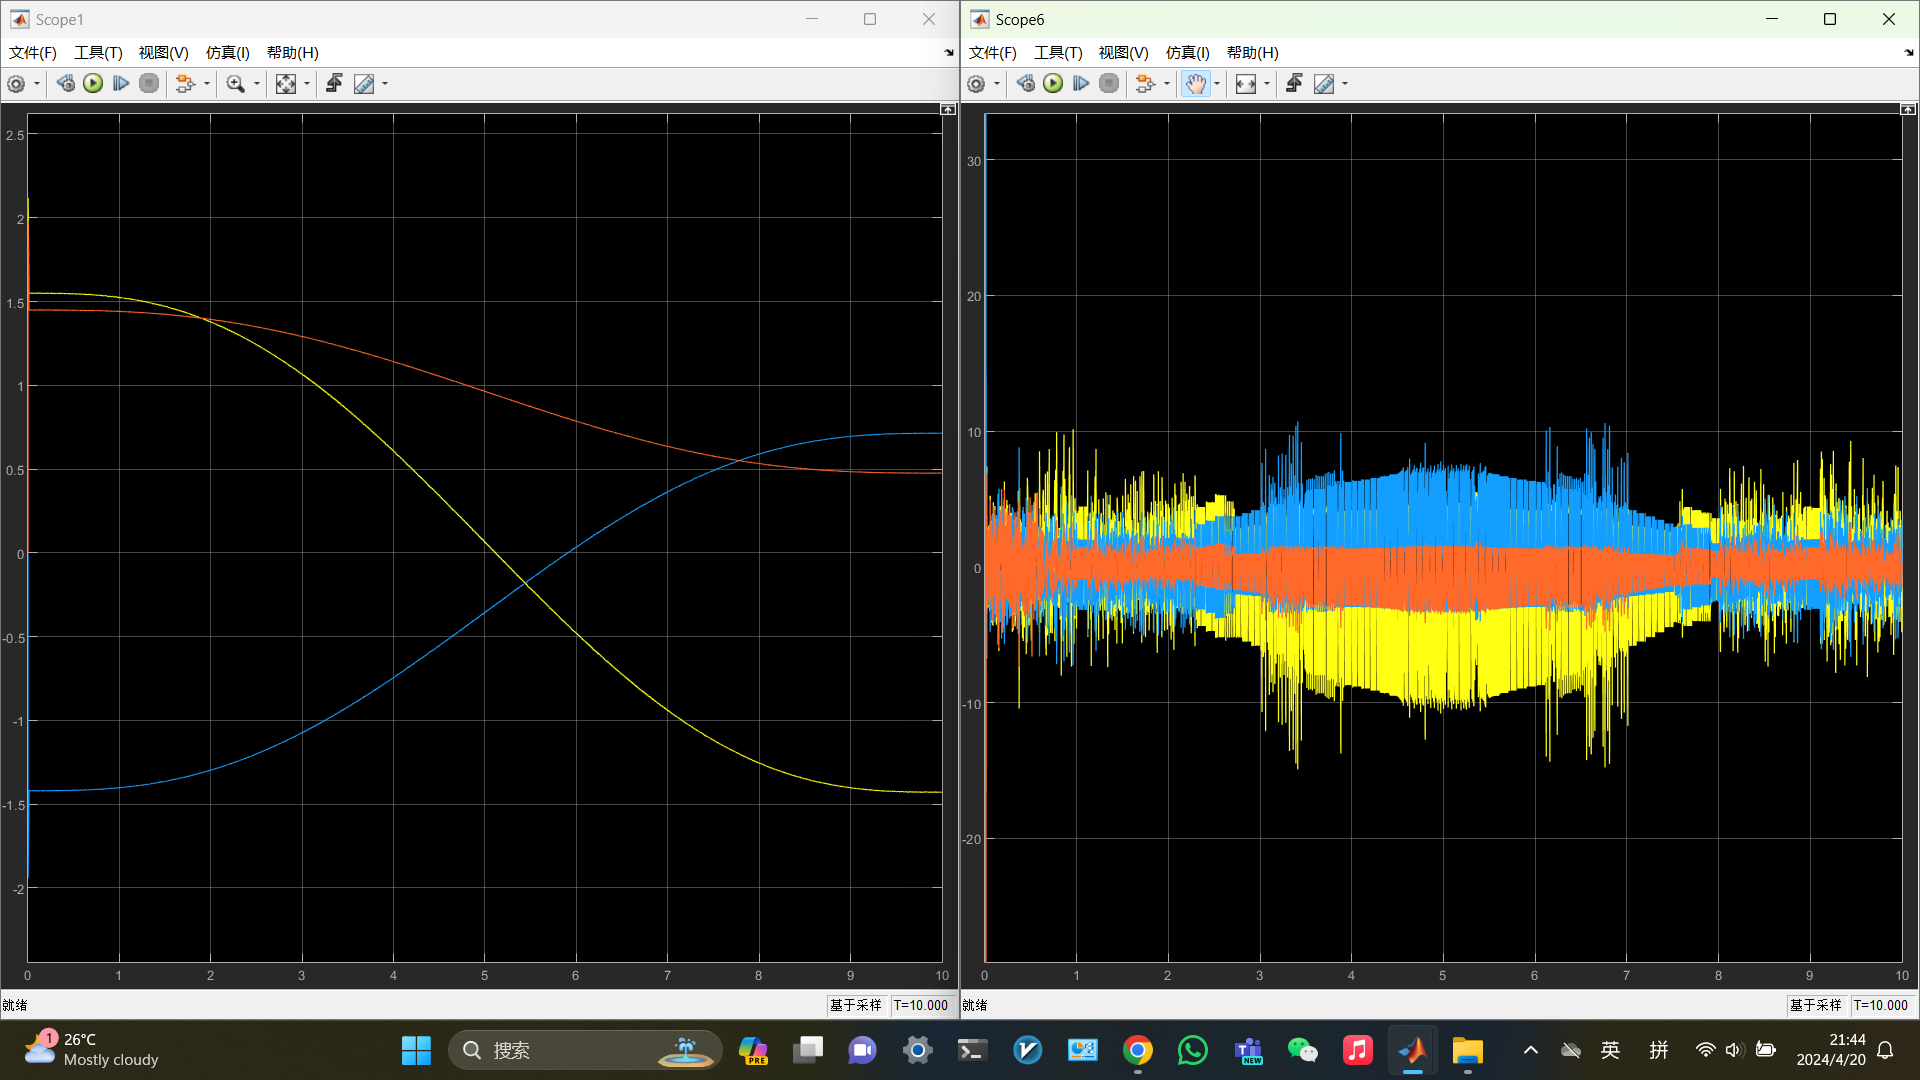 Scope1
文件(F) 工具(T) 视图(V) 仿真(I) 帮助(H)
2.5
2
1.5
1
0.5
0
-0.5
-1
-1.5
-2
0 1 2 3 4 5 6 7 8 9 10
就绪 基于采样 T=10.000
Scope6
文件(F) 工具(T) 视图(V) 仿真(I) 帮助(H)
30
20
10
0
-10
-20
0 1 2 3 4 5 6 7 8 9 10
就绪 基于采样 T=10.000
1
26°C
Mostly cloudy
搜索
PRE
NEW
英 拼
21:44
2024/4/20